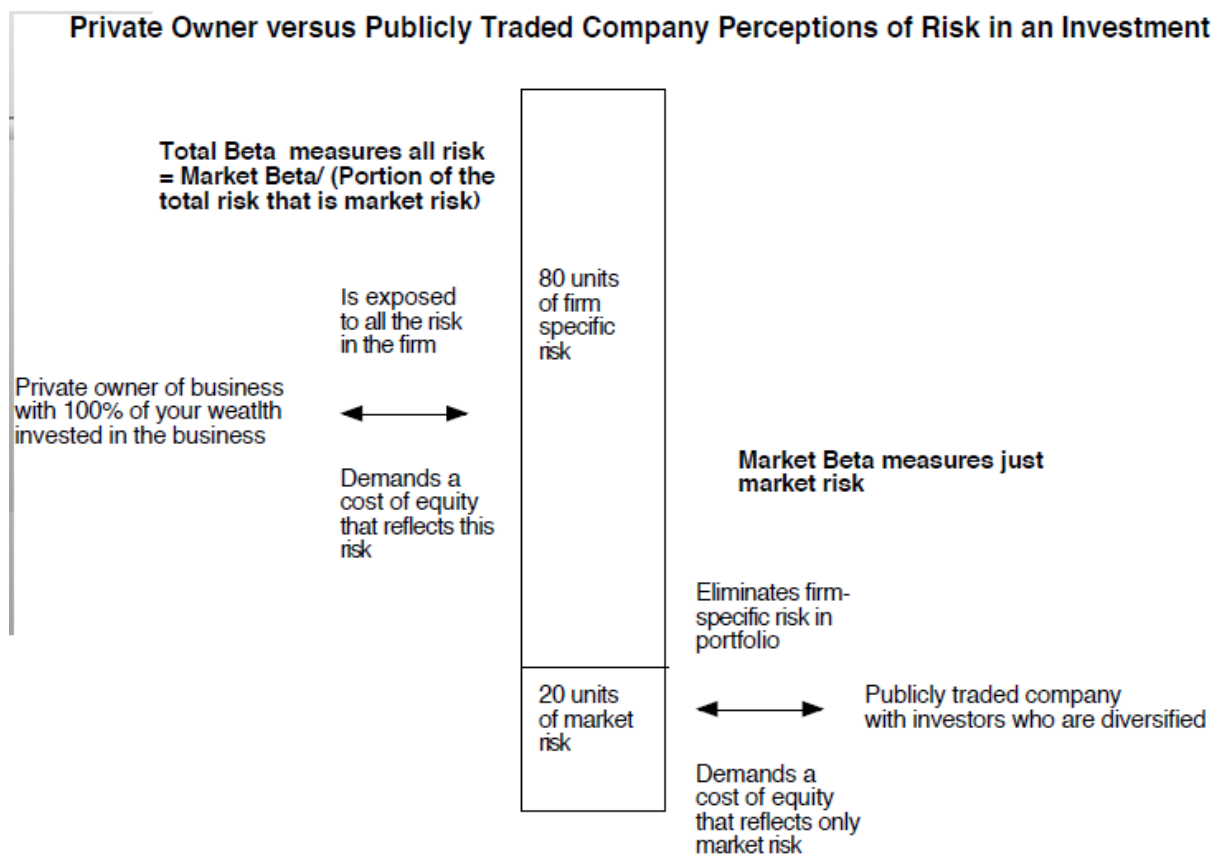 Private Owner versus Publicly Traded Company Perceptions of Risk in an Investment
Total Beta measures all risk
= Market Beta/ (Portion of the
total risk that is market risk)
80 units
of firm
specific
risk
Is exposed
to all the risk
in the firm
Private owner of business
with 100% of your weatlth
invested in the business
Demands a
cost of equity
that reflects this
risk
Market Beta measures just
market risk
Eliminates firm-
specific risk in
portfolio
20 units
of market
risk
Publicly traded company
with investors who are diversified
Demands a
cost of equity
that reflects only
market risk